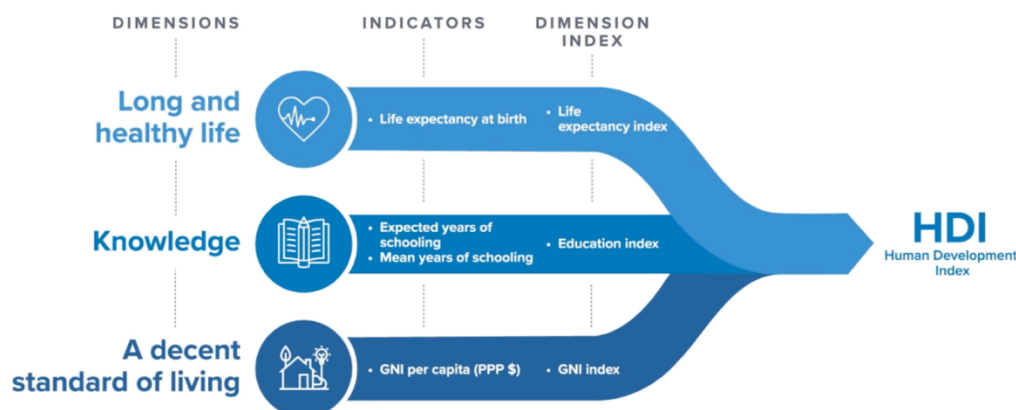 DIMENSIONS
INDICATORS
DIMENSION
INDEX
Long and
healthy life
• Life expectancy at birth
• Life
expectancy index
Knowledge
• Expected years of
schooling
• Mean years of schooling
• Education index
HDI
Human Development
Index
A decent
standard of living
• GNI per capita (PPP $)
• GNI index